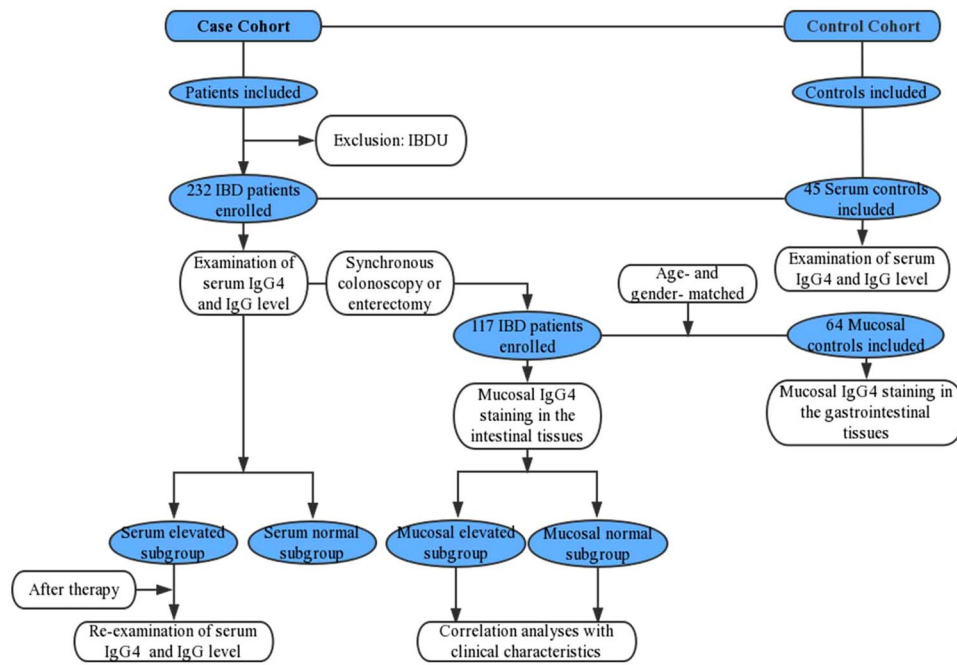 Case Cohort
Control Cohort
Patients included
Controls included
Exclusion: IBDU
232 IBD patients
enrolled
45 Serum controls
included
Examination of
serum IgG4
and IgG level
Synchronous
colonoscopy or
enterectomy
Age- and
gender- matched
Examination of serum
IgG4 and IgG level
117 IBD patients
enrolled
64 Mucosal
controls included
Mucosal IgG4
staining in the
intestinal tissues
Mucosal IgG4 staining in
the gastrointestinal
tissues
Serum elevated
subgroup
Serum normal
subgroup
Mucosal elevated
subgroup
Mucosal normal
subgroup
After therapy
Re-examination of serum
IgG4 and IgG level
Correlation analyses with
clinical characteristics